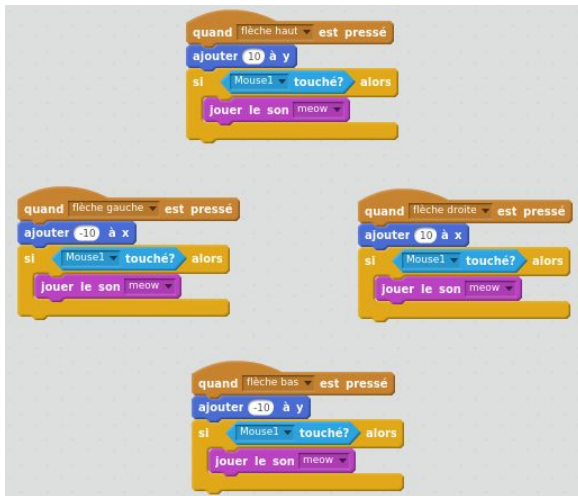 quand flèche haut est pressé
ajouter 10 à y
si Mouse1 touché? alors
jouer le son meow
quand flèche gauche est pressé
ajouter -10 à x
si Mouse1 touché? alors
jouer le son meow
quand flèche droite est pressé
ajouter 10 à x
si Mouse1 touché? alors
jouer le son meow
quand flèche bas est pressé
ajouter -10 à y
si Mouse1 touché? alors
jouer le son meow